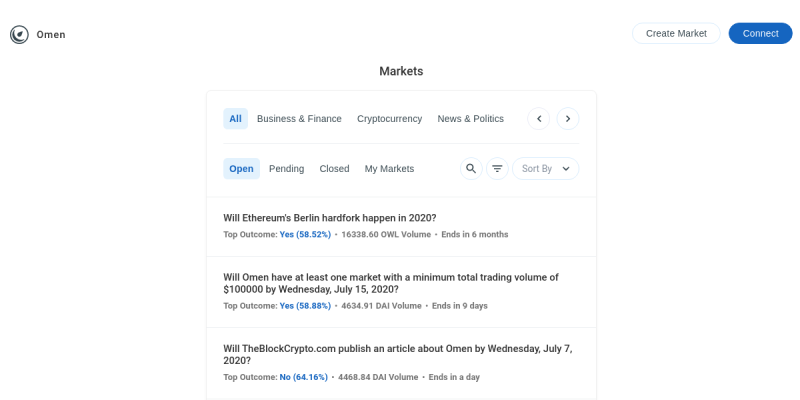 Omen
Create Market
Connect
Markets
All
Business & Finance
Cryptocurrency
News & Politics
Open
Pending
Closed
My Markets
Sort By
Will Ethereum's Berlin hardfork happen in 2020?
Top Outcome: Yes (58.52%) • 16338.60 OWL Volume • Ends in 6 months
Will Omen have at least one market with a minimum total trading volume of
$100000 by Wednesday, July 15, 2020?
Top Outcome: Yes (58.88%) • 4634.91 DAI Volume • Ends in 9 days
Will TheBlockCrypto.com publish an article about Omen by Wednesday, July 7,
2020?
Top Outcome: No (64.16%) • 4468.84 DAI Volume • Ends in a day